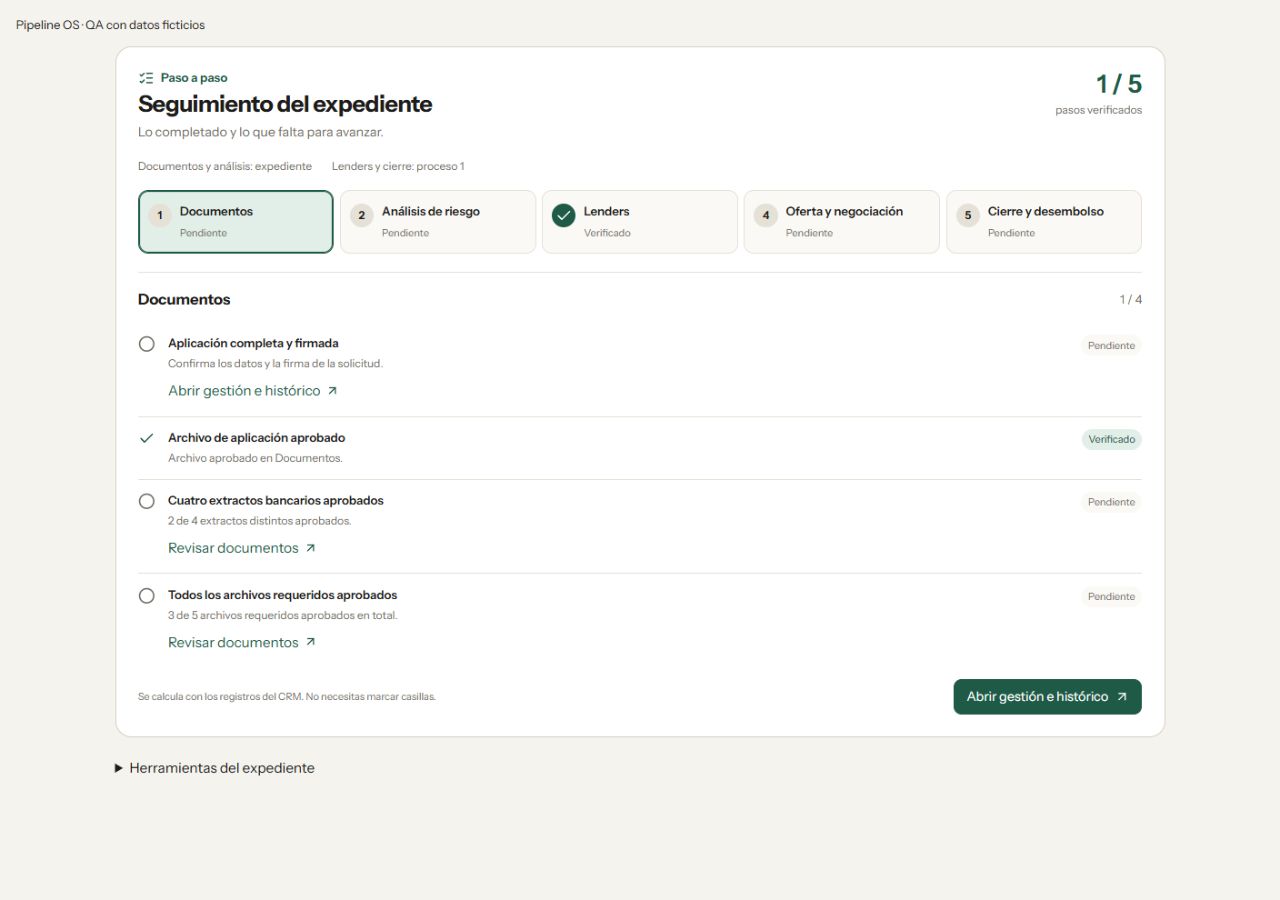 Pipeline OS · QA con datos ficticios
Paso a paso
Seguimiento del expediente
Lo completado y lo que falta para avanzar.
1 / 5
pasos verificados
Documentos y análisis: expediente
Lenders y cierre: proceso 1
1
Documentos
Pendiente
2
Análisis de riesgo
Pendiente
Lenders
Verificado
4
Oferta y negociación
Pendiente
5
Cierre y desembolso
Pendiente
Documentos
1 / 4
Aplicación completa y firmada
Pendiente
Confirma los datos y la firma de la solicitud.
Abrir gestión e histórico
Archivo de aplicación aprobado
Verificado
Archivo aprobado en Documentos.
Cuatro extractos bancarios aprobados
Pendiente
2 de 4 extractos distintos aprobados.
Revisar documentos
Todos los archivos requeridos aprobados
Pendiente
3 de 5 archivos requeridos aprobados en total.
Revisar documentos
Se calcula con los registros del CRM. No necesitas marcar casillas.
Abrir gestión e histórico
Herramientas del expediente